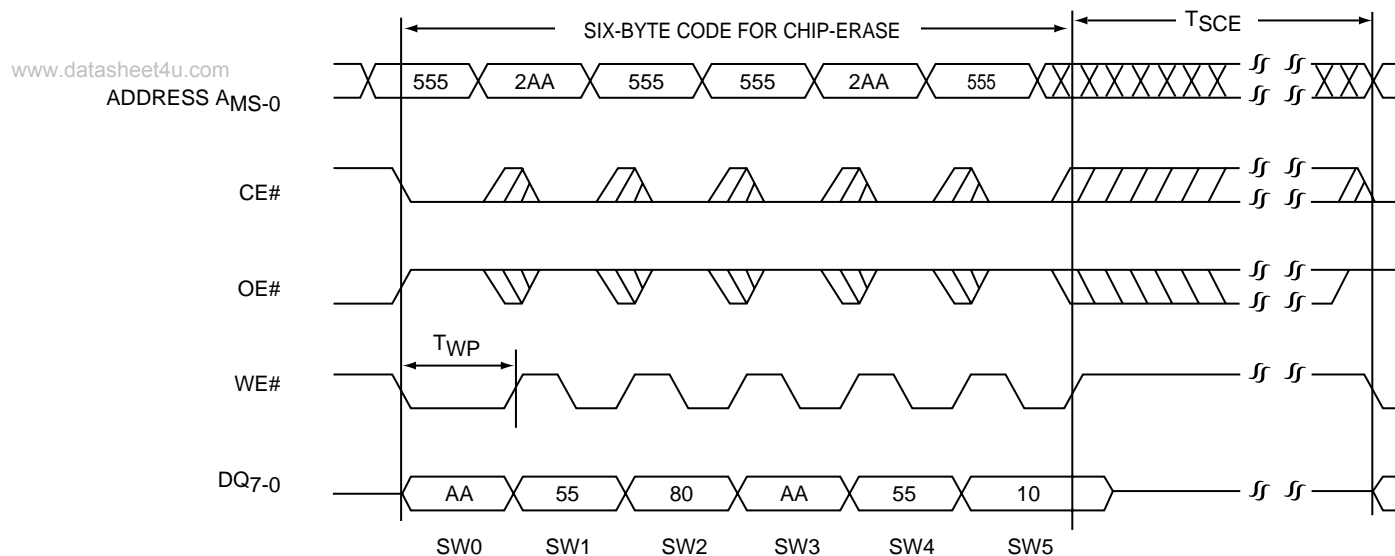 SIX-BYTE CODE FOR CHIP-ERASE
TSCE
www.datasheet4u.com
ADDRESS AMS-0
555 2AA 555 555 2AA 555
CE#
OE#
TWP
WE#
DQ7-0
AA 55 80 AA 55 10
SW0 SW1 SW2 SW3 SW4 SW5